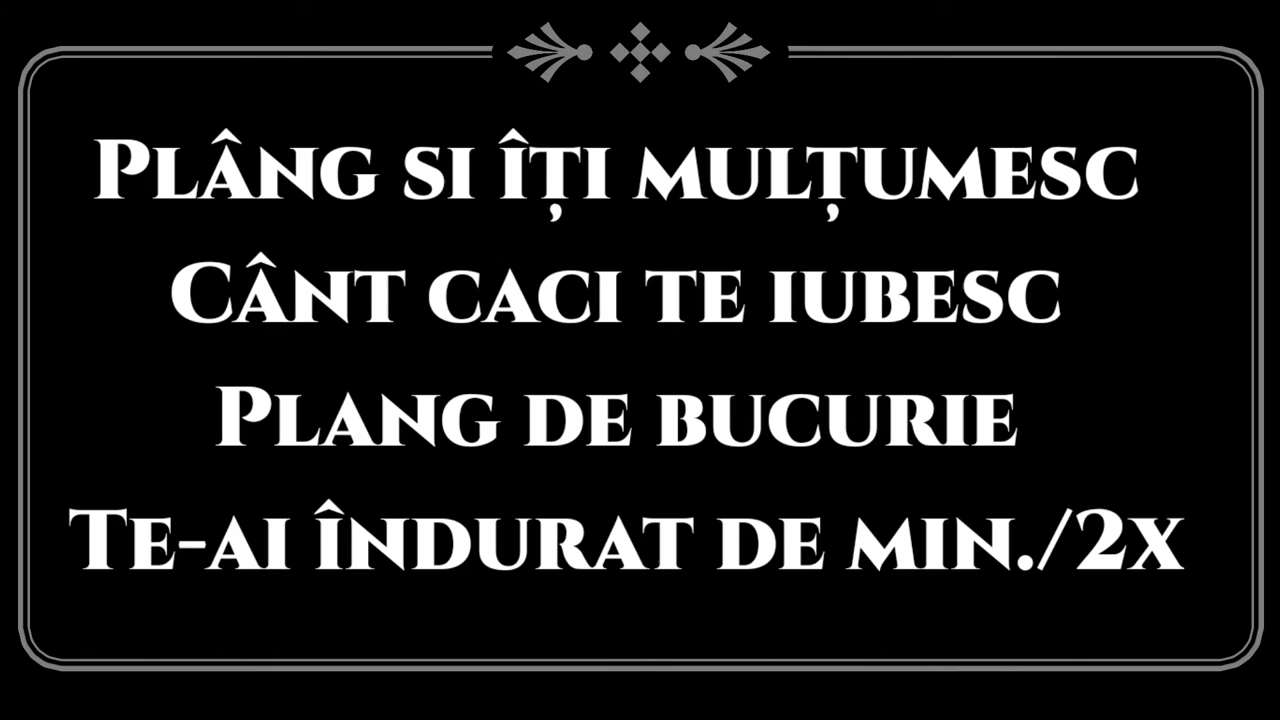 Plâng si îți mulțumesc
Cânt caci te iubesc
Plang de bucurie
Te-ai îndurat de min./2x